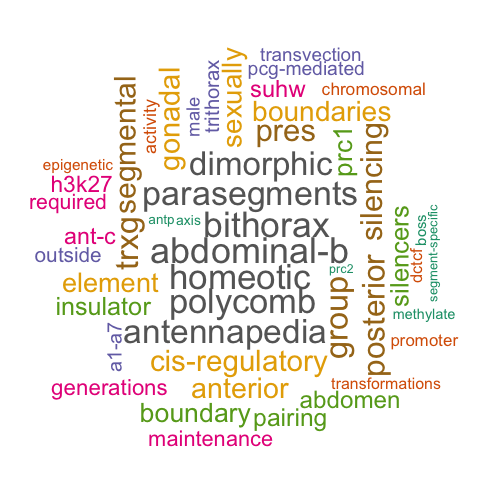 transvection
pcg-mediated
suhw
chromosomal
sexually
trithorax
male
gonadal
activity
segmental
boundaries
pres
prc1
silencing
dimorphic
epigenetic
h3k27
required
parasegments
antp
axis
bithorax
ant-c
trxg
outside
abdominal-b
silencers
boss
dctcf
segment-specific
element
homeotic
prc2
group
posterior
methylate
insulator
polycomb
a1-a7
antennapedia
promoter
cis-regulatory
generations
anterior
transformations
abdomen
boundary
pairing
maintenance